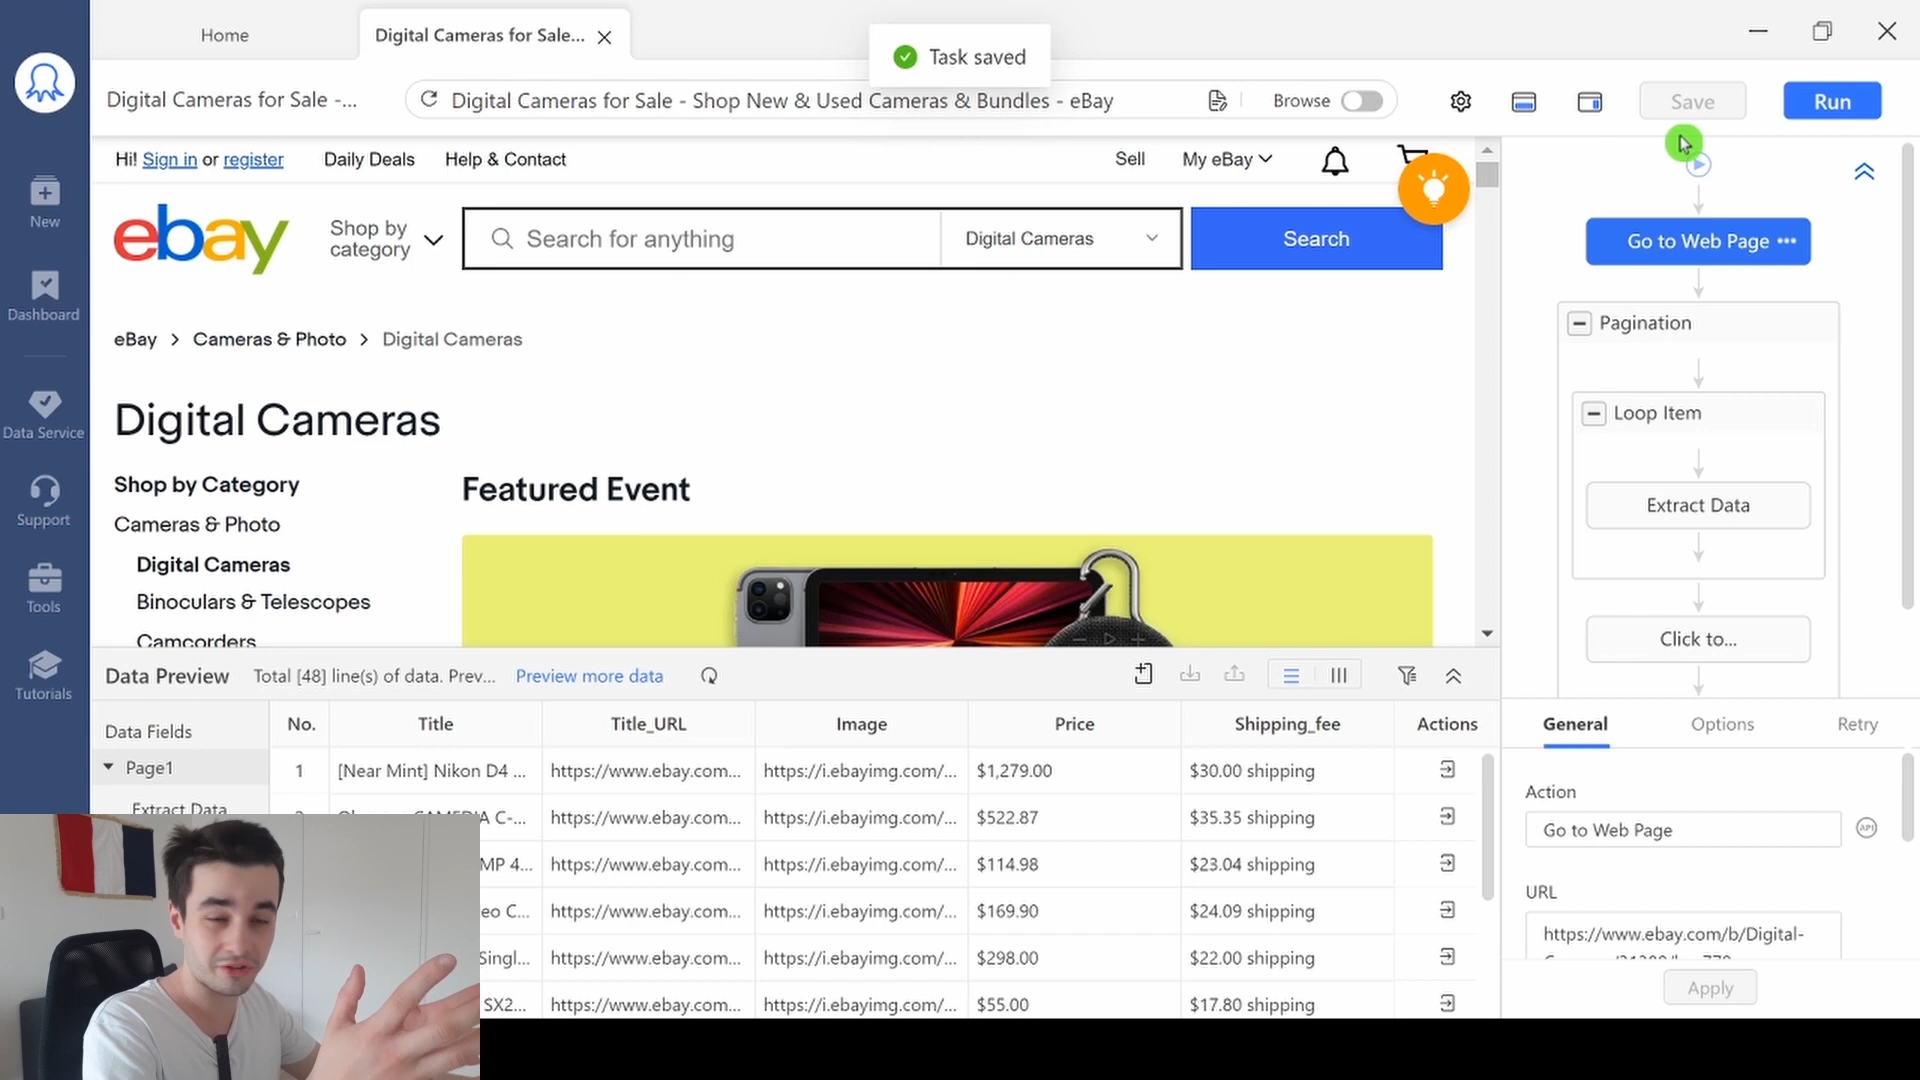 Home
Digital Cameras for Sale...
Task saved
Digital Cameras for Sale -...
Digital Cameras for Sale - Shop New & Used Cameras & Bundles - eBay
Browse
Save
Run
Hi! Sign in or register
Daily Deals
Help & Contact
Sell
My eBay
ebay
Shop by
category
Search for anything
Digital Cameras
Search
eBay > Cameras & Photo > Digital Cameras
Digital Cameras
Shop by Category
Cameras & Photo
Digital Cameras
Binoculars & Telescopes
Camcorders
Featured Event
New
Dashboard
Data Service
Support
Tools
Tutorials
Go to Web Page
Pagination
Loop Item
Extract Data
Click to...
Data Preview
Total [48] line(s) of data. Prev...
Preview more data
Data Fields
Page1
Extract Data
No. Title Title_URL Image Price Shipping_fee Actions
1 [Near Mint] Nikon D4 ... https://www.ebay.com... https://i.ebayimg.com/... $1,279.00 $30.00 shipping
C-... https://www.ebay.com... https://i.ebayimg.com/... $522.87 $35.35 shipping
MP 4... https://www.ebay.com... https://i.ebayimg.com/... $114.98 $23.04 shipping
eo C... https://www.ebay.com... https://i.ebayimg.com/... $169.90 $24.09 shipping
Singl... https://www.ebay.com... https://i.ebayimg.com/... $298.00 $22.00 shipping
SX2... https://www.ebay.com... https://i.ebayimg.com/... $55.00 $17.80 shipping
General
Options
Retry
Action
Go to Web Page
API
URL
https://www.ebay.com/b/Digital-
Apply